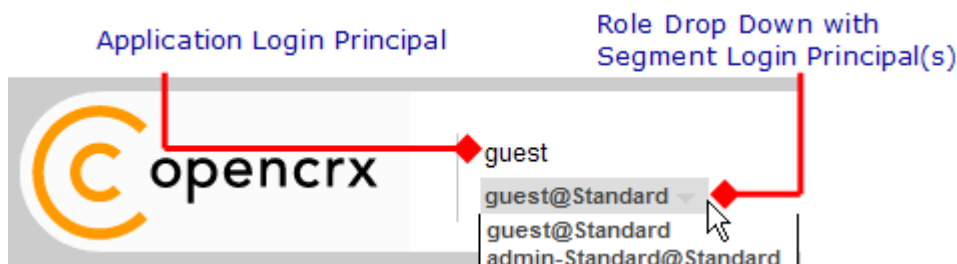 Application Login Principal
Role Drop Down with
Segment Login Principal(s)
opencrx
guest
guest@Standard
guest@Standard
admin-Standard@Standard